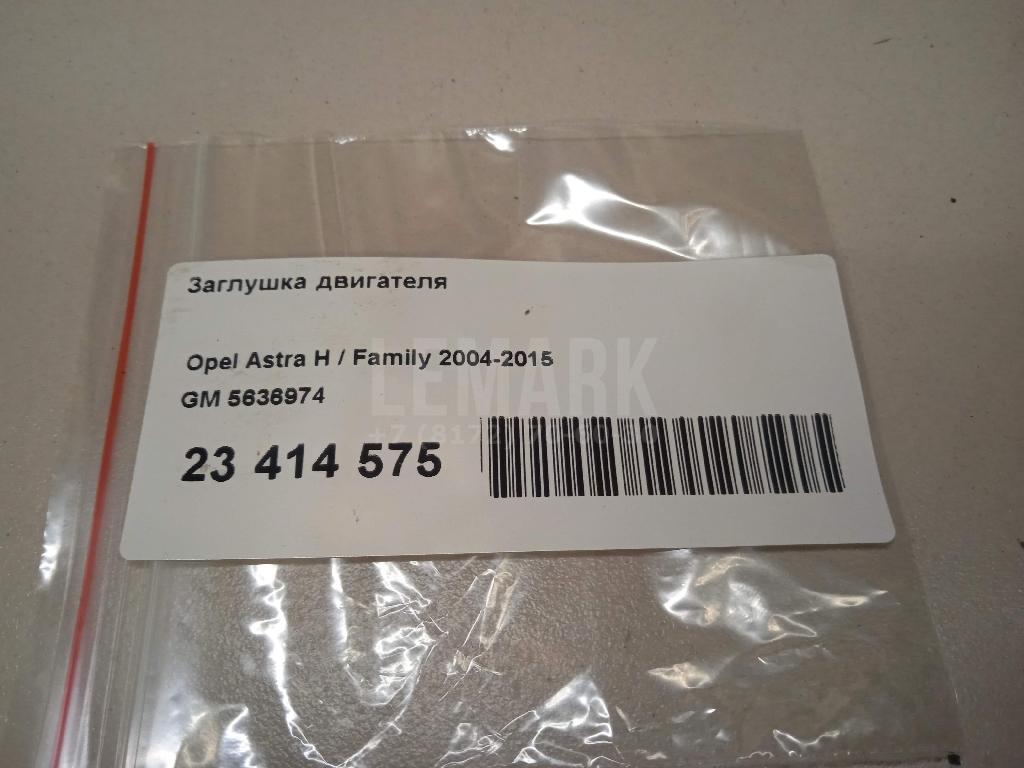 Заглушка двигателя
Opel Astra H / Family 2004-2015
LEMARK
GM 5636974
23 414 575